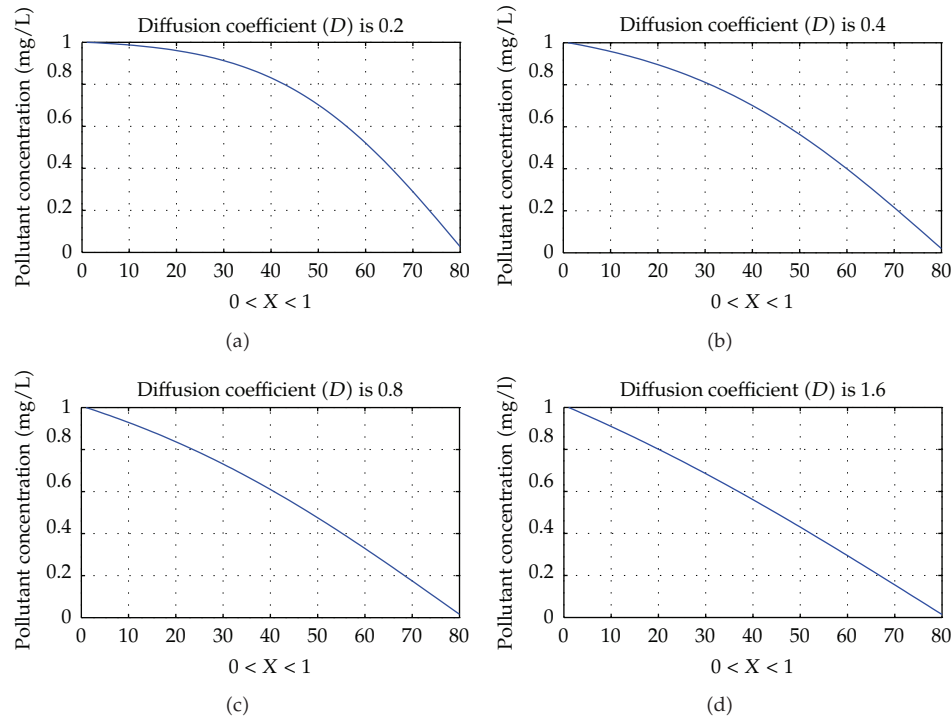 Diffusion coefficient (D) is 0.2
Pollutant concentration (mg/L)
1
0.8
0.6
0.4
0.2
0
0 10 20 30 40 50 60 70 80
0 < X < 1
(a)
Diffusion coefficient (D) is 0.4
Pollutant concentration (mg/L)
1
0.8
0.6
0.4
0.2
0
0 10 20 30 40 50 60 70 80
0 < X < 1
(b)
Diffusion coefficient (D) is 0.8
Pollutant concentration (mg/L)
1
0.8
0.6
0.4
0.2
0
0 10 20 30 40 50 60 70 80
0 < X < 1
(c)
Diffusion coefficient (D) is 1.6
Pollutant concentration (mg/l)
1
0.8
0.6
0.4
0.2
0
0 10 20 30 40 50 60 70 80
0 < X < 1
(d)